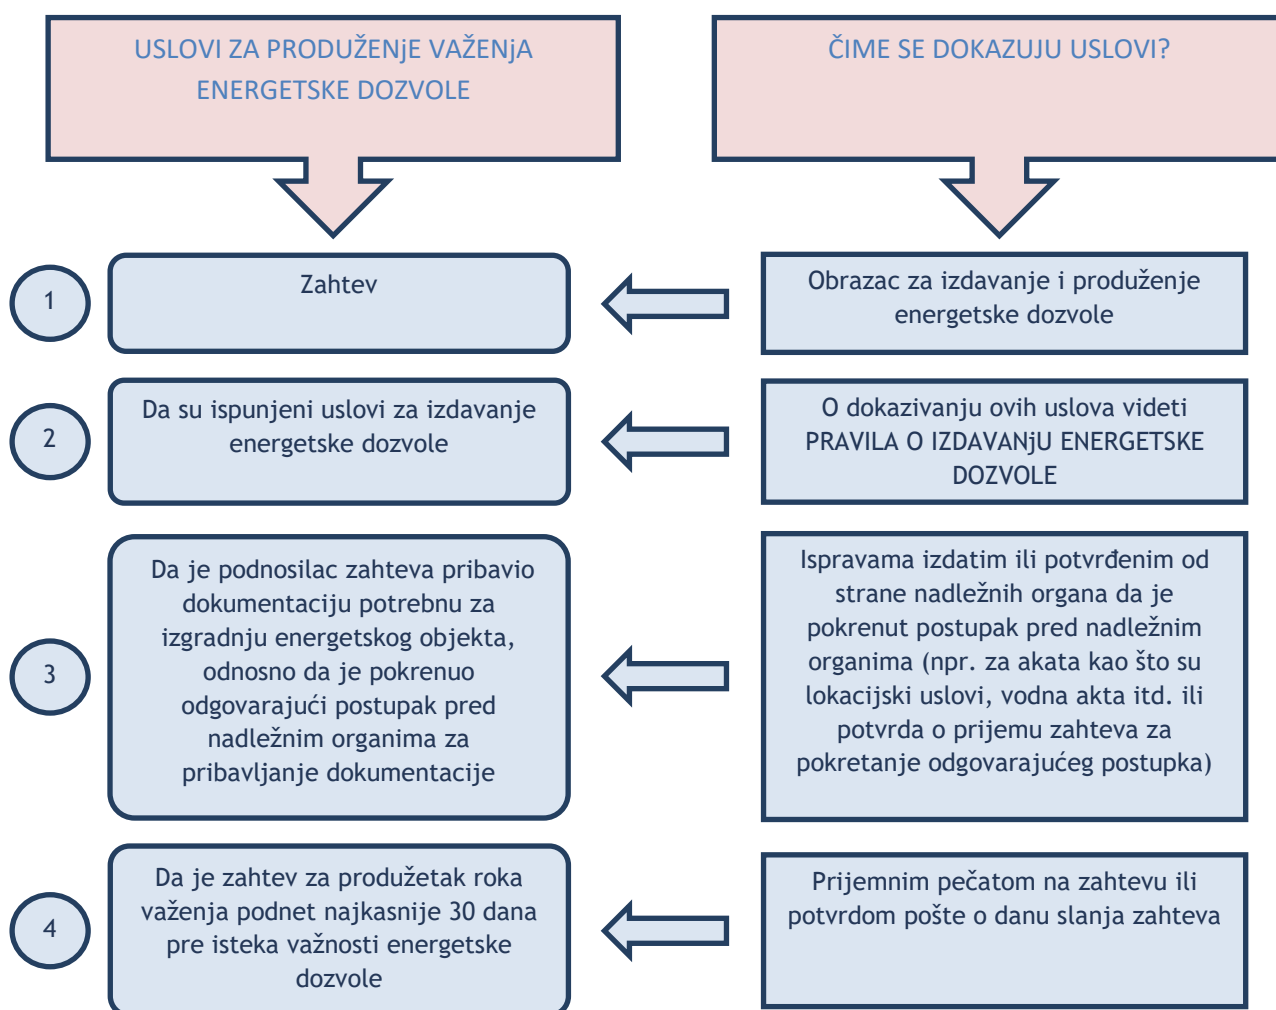 USLOVI ZA PRODUŽENjE VAŽENjA
ENERGETSKE DOZVOLE
ČIME SE DOKAZUJU USLOVI?
1
Zahtev
Obrazac za izdavanje i produženje
energetske dozvole
2
Da su ispunjeni uslovi za izdavanje
energetske dozvole
O dokazivanju ovih uslova videti
PRAVILA O IZDAVANjU ENERGETSKE
DOZVOLE
3
Da je podnosilac zahteva pribavio
dokumentaciju potrebnu za
izgradnju energetskog objekta,
odnosno da je pokrenuo
odgovarajući postupak pred
nadležnim organima za
pribavljanje dokumentacije
Ispravama izdatim ili potvrđenim od
strane nadležnih organa da je
pokrenut postupak pred nadležnim
organima (npr. za akata kao što su
lokacijski uslovi, vodna akta itd. ili
potvrda o prijemu zahteva za
pokretanje odgovarajućeg postupka)
4
Da je zahtev za produžetak roka
važenja podnet najkasnije 30 dana
pre isteka važnosti energetske
dozvole
Prijemnim pečatom na zahtevu ili
potvrdom pošte o danu slanja zahteva